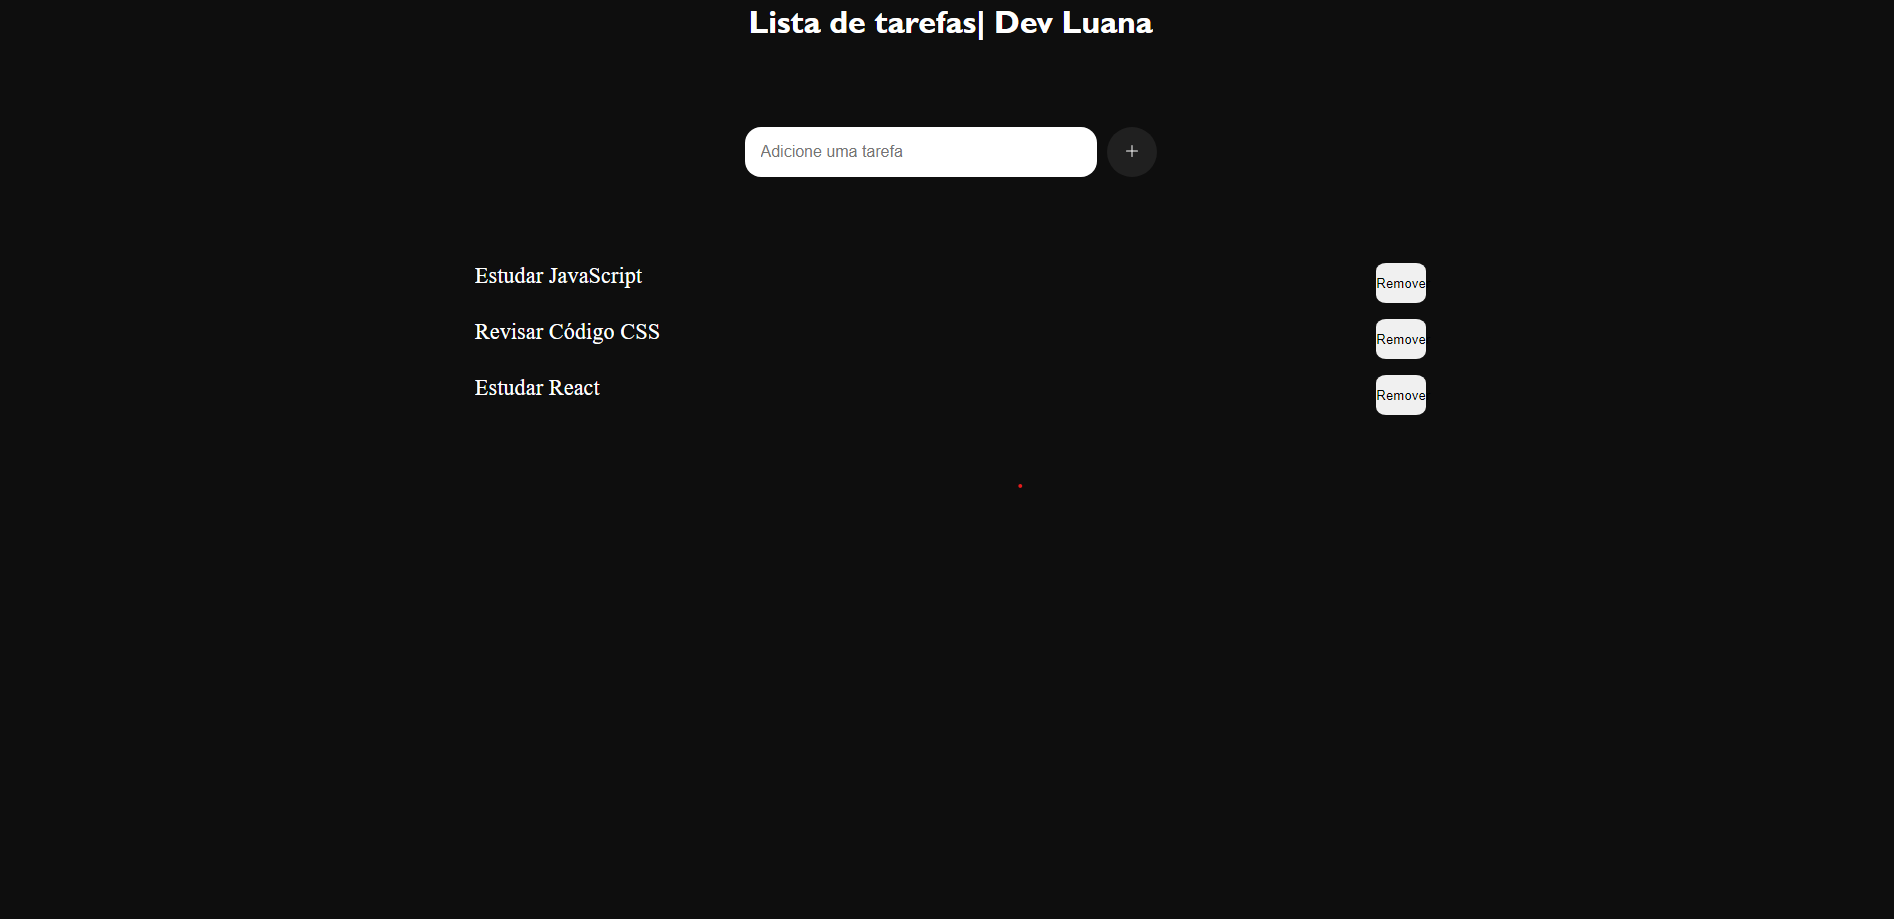 Lista de tarefas| Dev Luana
Adicione uma tarefa
+
Estudar JavaScript
Remove
Revisar Código CSS
Remove
Estudar React
Remove